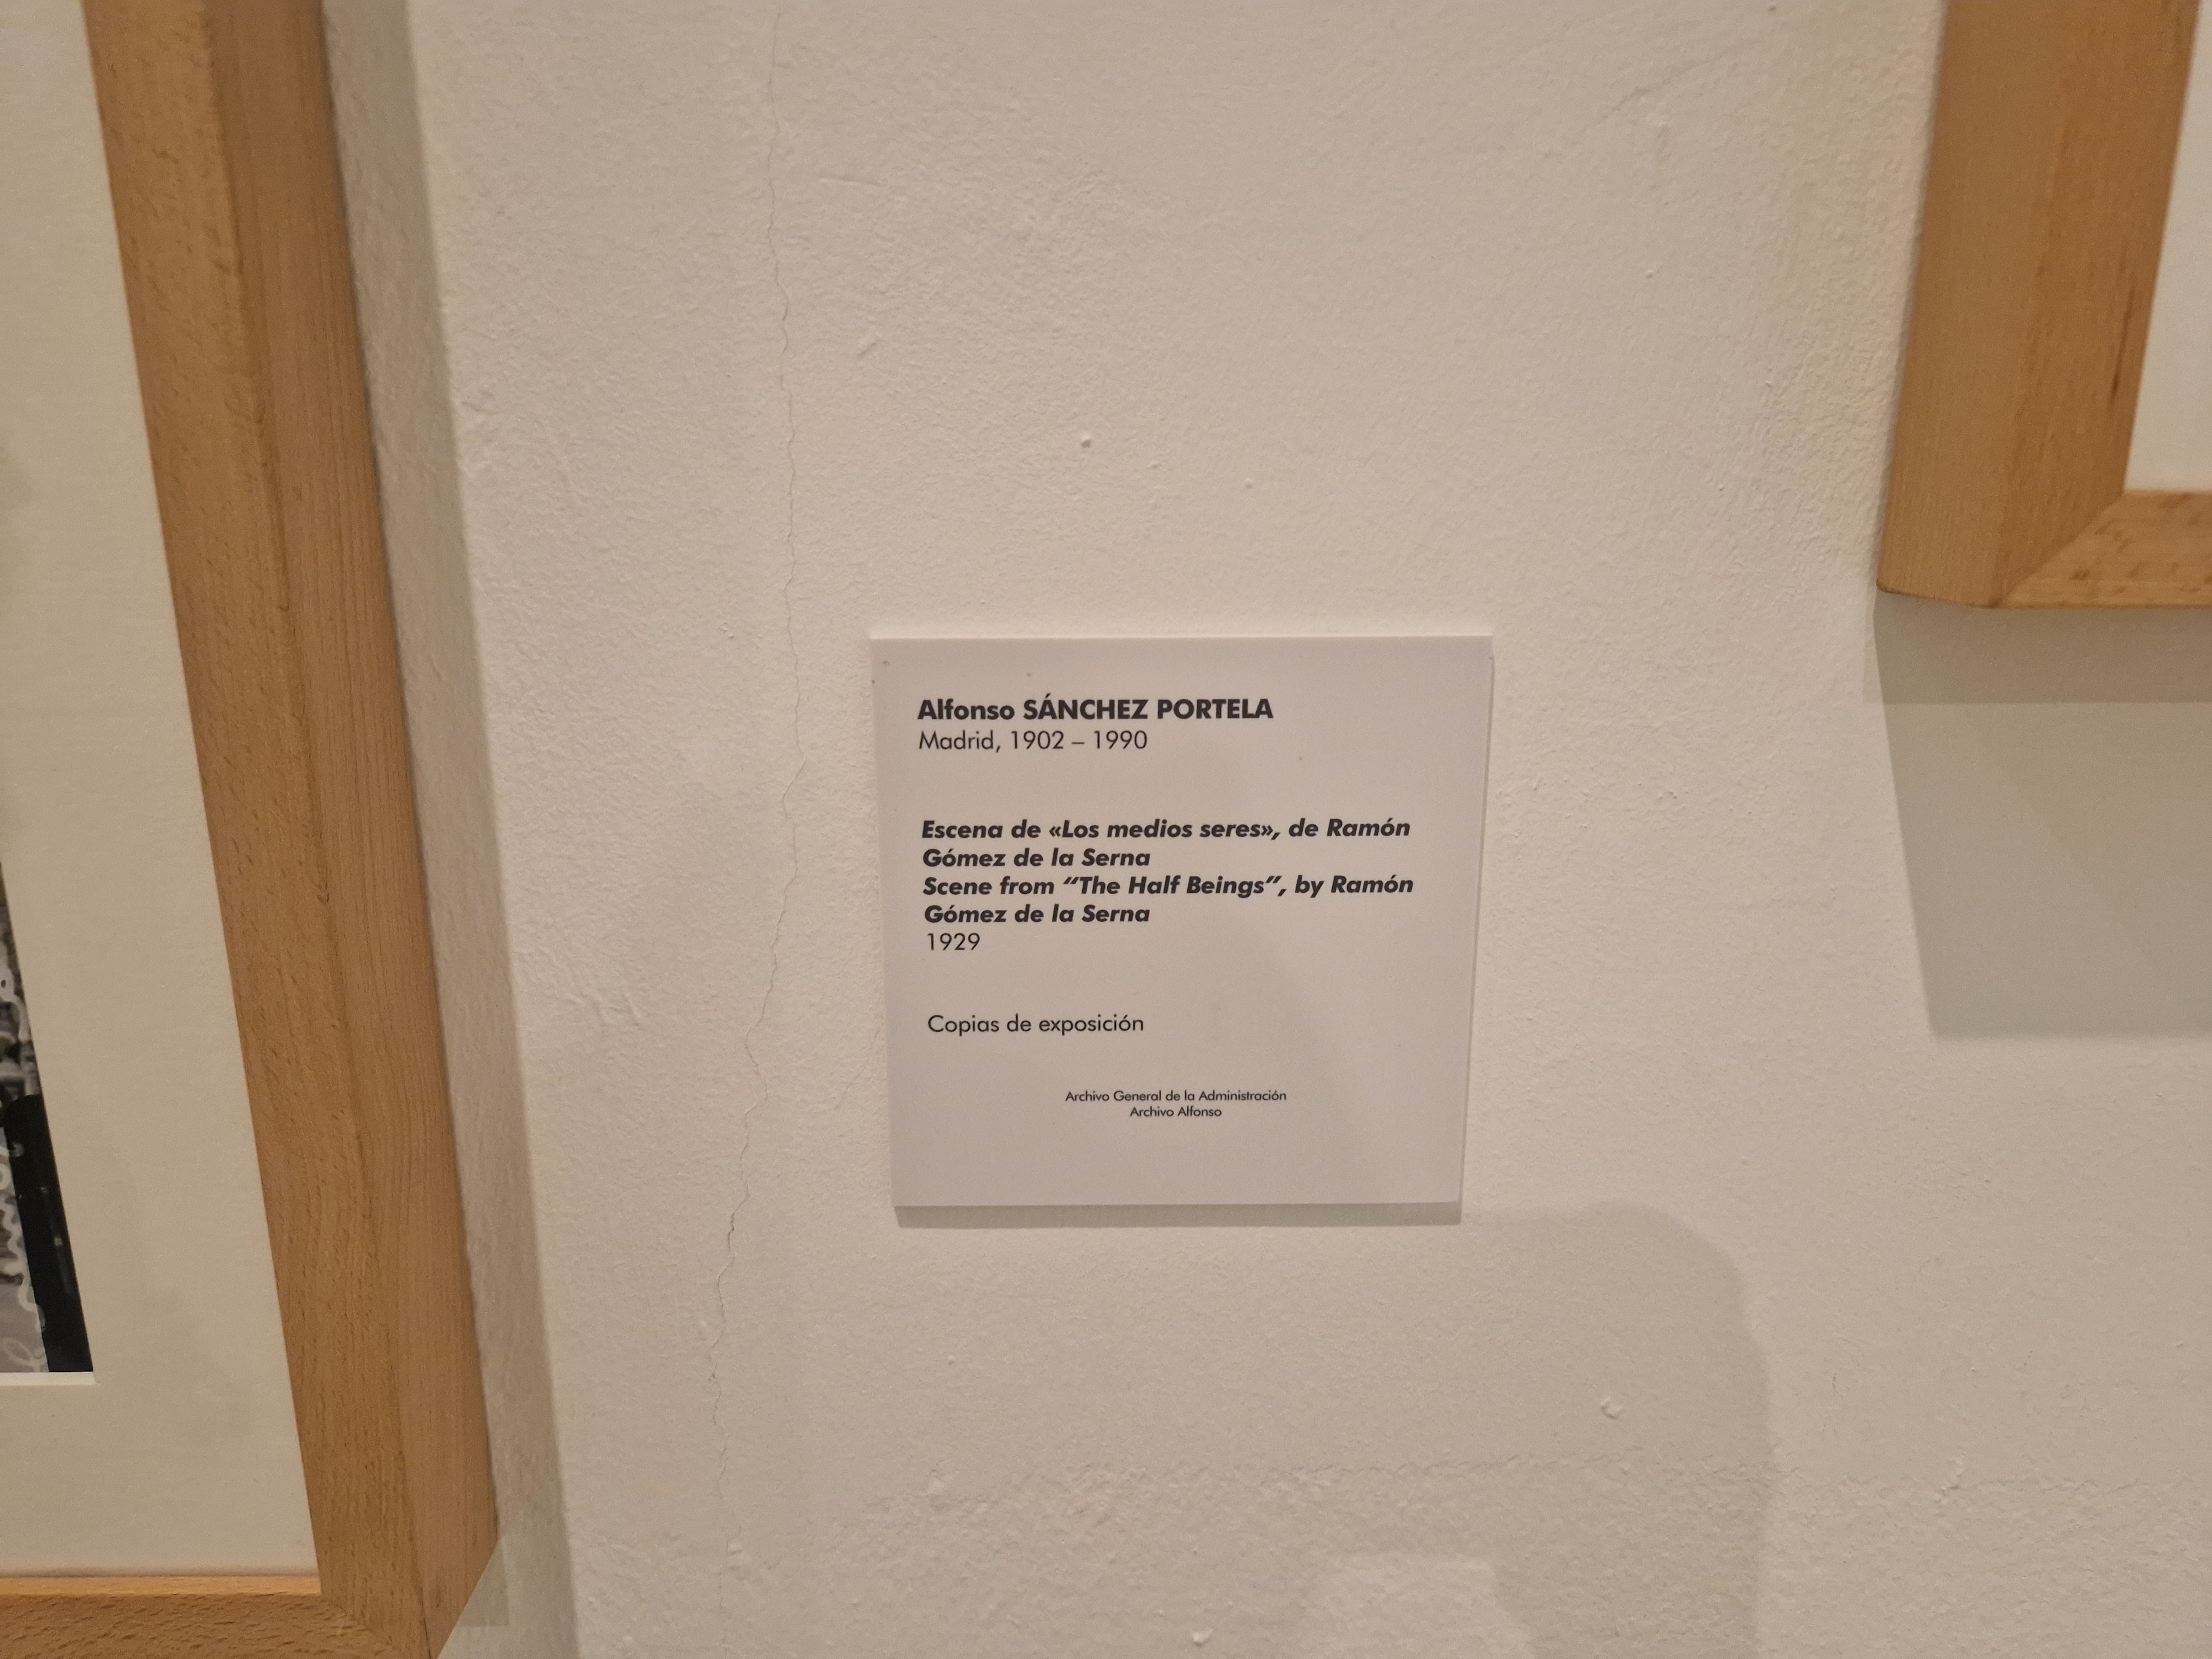 Alfonso SÁNCHEZ PORTELA
Madrid, 1902 – 1990
Escena de «Los medios seres», de Ramón
Gómez de la Serna
Scene from “The Half Beings”, by Ramón
Gómez de la Serna
1929
Copias de exposición
Archivo General de la Administración
Archivo Alfonso